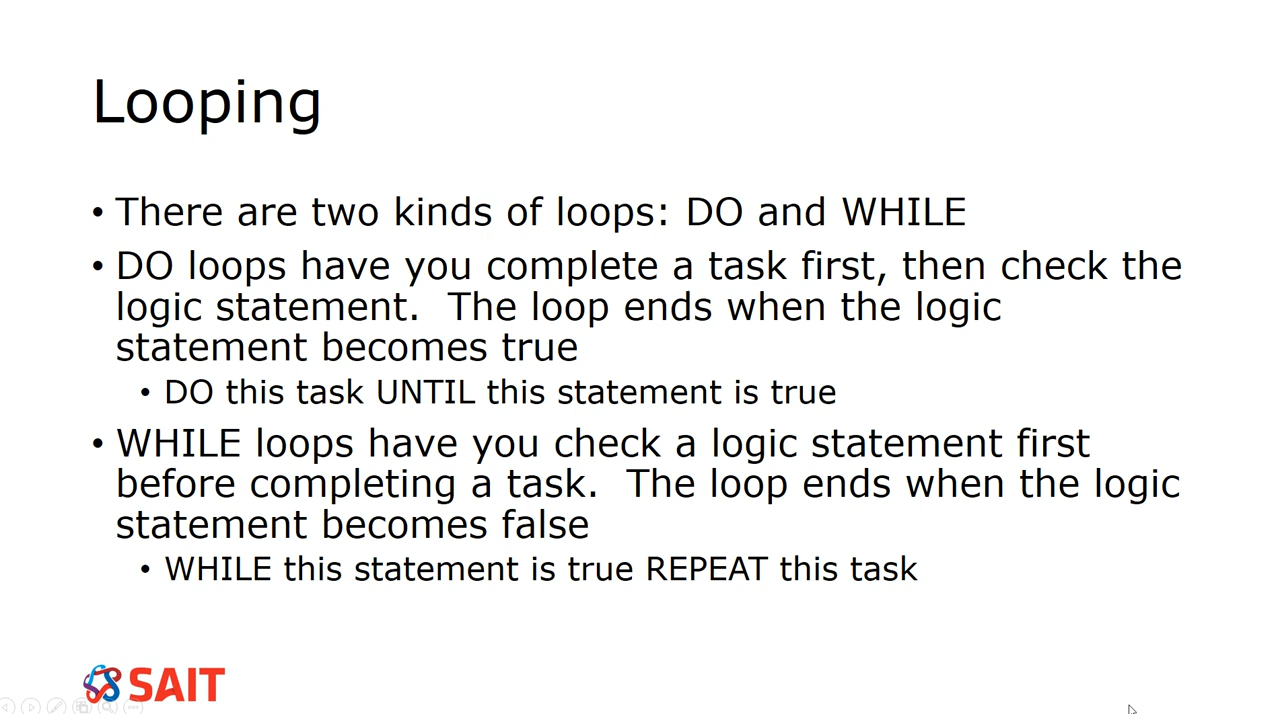 Looping
• There are two kinds of loops: DO and WHILE
• DO loops have you complete a task first, then check the
logic statement.  The loop ends when the logic
statement becomes true
• DO this task UNTIL this statement is true
• WHILE loops have you check a logic statement first
before completing a task.  The loop ends when the logic
statement becomes false
• WHILE this statement is true REPEAT this task
SAIT